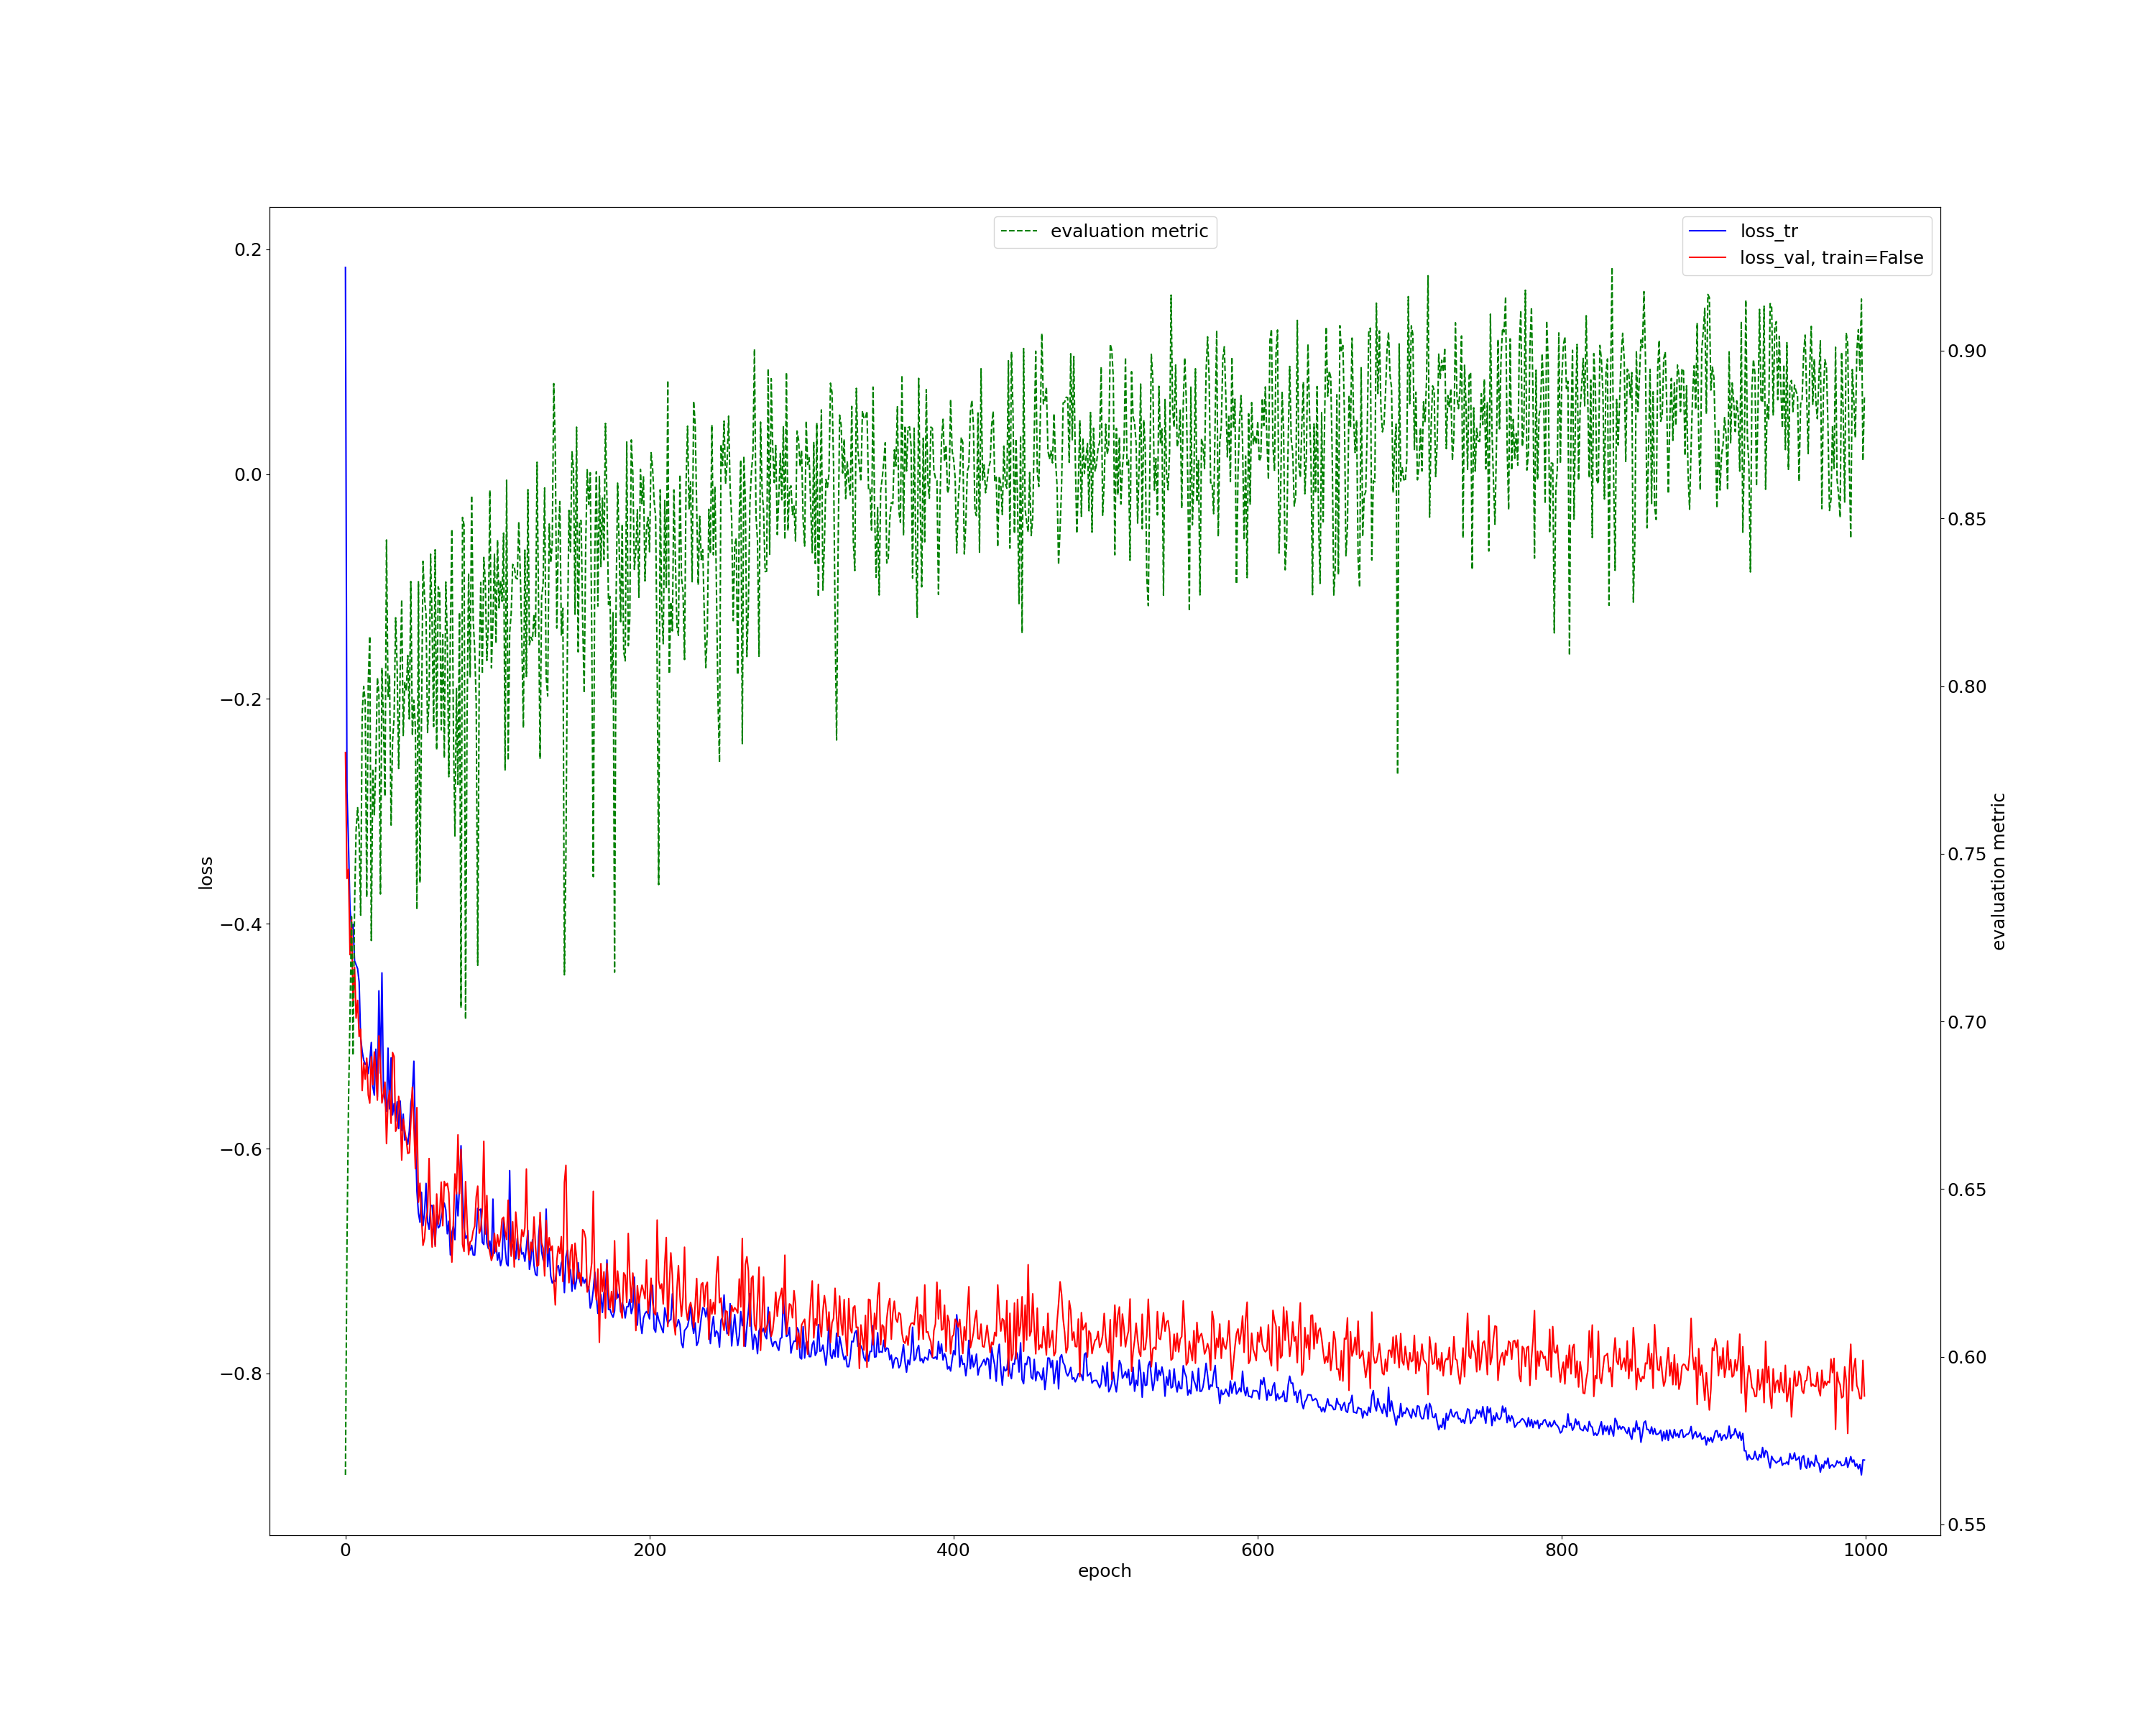 evaluation metric
loss_tr
loss_val, train=False
0.2
0.0
−0.2
−0.4
−0.6
−0.8
loss
0.90
0.85
0.80
0.75
0.70
0.65
0.60
0.55
evaluation metric
0 200 400 600 800 1000
epoch